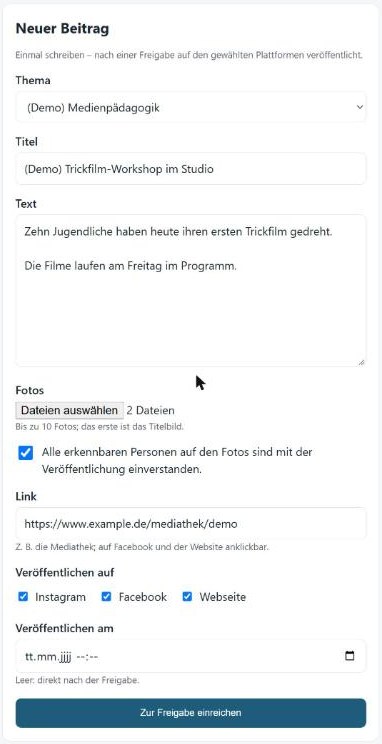 Neuer Beitrag
Einmal schreiben – nach einer Freigabe auf den gewählten Plattformen veröffentlicht.
Thema
(Demo) Medienpädagogik
Titel
(Demo) Trickfilm-Workshop im Studio
Text
Zehn Jugendliche haben heute ihren ersten Trickfilm gedreht.
Die Filme laufen am Freitag im Programm.
Fotos
Dateien auswählen 2 Dateien
Bis zu 10 Fotos; das erste ist das Titelbild.
Alle erkennbaren Personen auf den Fotos sind mit der
Veröffentlichung einverstanden.
Link
https://www.example.de/mediathek/demo
Z. B. die Mediathek; auf Facebook und der Website anklickbar.
Veröffentlichen auf
Instagram Facebook Webseite
Veröffentlichen am
tt.mm.jjjj --:--
Leer: direkt nach der Freigabe.
Zur Freigabe einreichen